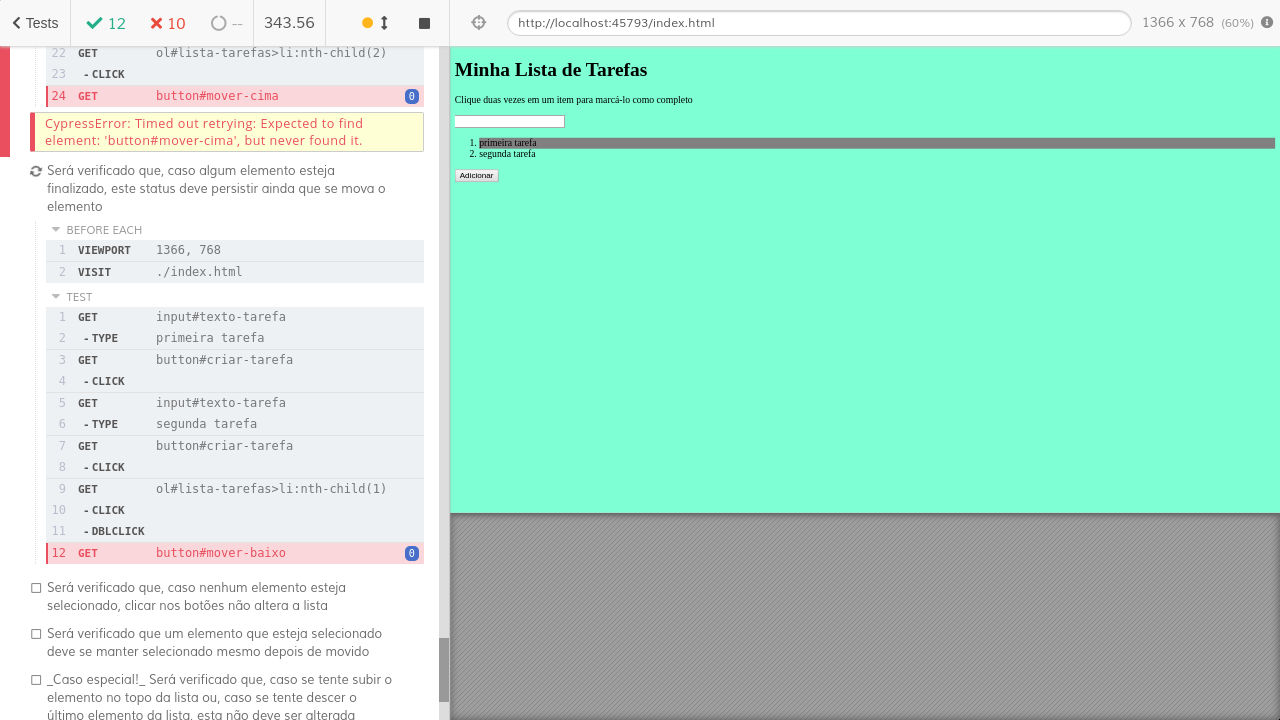 Tests
12
10
--
343.56
http://localhost:45793/index.html
1366 x 768 (60%)
22 GET ol#lista-tarefas>li:nth-child(2)
23 -CLICK
24 GET button#mover-cima 0
CypressError: Timed out retrying: Expected to find
element: 'button#mover-cima', but never found it.
Será verificado que, caso algum elemento esteja
finalizado, este status deve persistir ainda que se mova o
elemento
BEFORE EACH
1 VIEWPORT 1366, 768
2 VISIT ./index.html
TEST
1 GET input#texto-tarefa
2 -TYPE primeira tarefa
3 GET button#criar-tarefa
4 -CLICK
5 GET input#texto-tarefa
6 -TYPE segunda tarefa
7 GET button#criar-tarefa
8 -CLICK
9 GET ol#lista-tarefas>li:nth-child(1)
10 -CLICK
11 -DBLCLICK
12 GET button#mover-baixo 0
Será verificado que, caso nenhum elemento esteja
selecionado, clicar nos botões não altera a lista
Será verificado que um elemento que esteja selecionado
deve se manter selecionado mesmo depois de movido
_Caso especial!_ Será verificado que, caso se tente subir o
elemento no topo da lista ou, caso se tente descer o
último elemento da lista, esta não deve ser alterada
Minha Lista de Tarefas
Clique duas vezes em um item para marcá-lo como completo
1. primeira tarefa
2. segunda tarefa
Adicionar